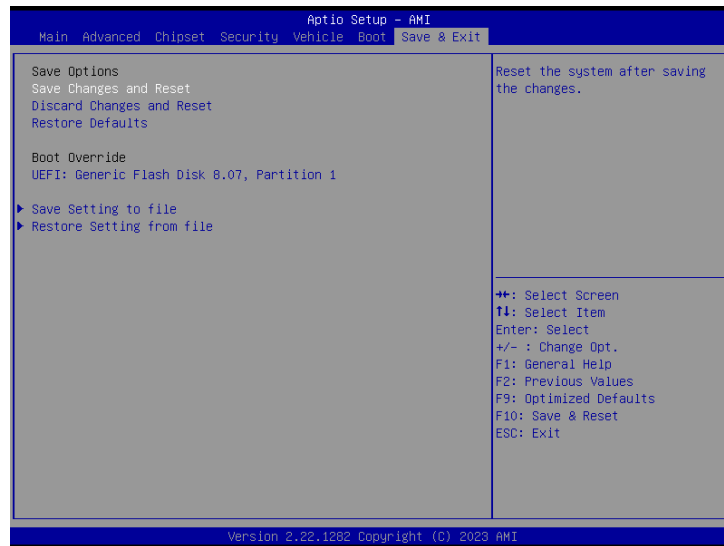 Aptio Setup – AMI
Main Advanced Chipset Security Vehicle Boot Save & Exit
Save Options
Save Changes and Reset
Discard Changes and Reset
Restore Defaults
Boot Override
UEFI: Generic Flash Disk 8.07, Partition 1
▶ Save Setting to file
▶ Restore Setting from file
Reset the system after saving
the changes.
→←: Select Screen
↑↓: Select Item
Enter: Select
+/– : Change Opt.
F1: General Help
F2: Previous Values
F9: Optimized Defaults
F10: Save & Reset
ESC: Exit
Version 2.22.1282 Copyright (C) 2023 AMI